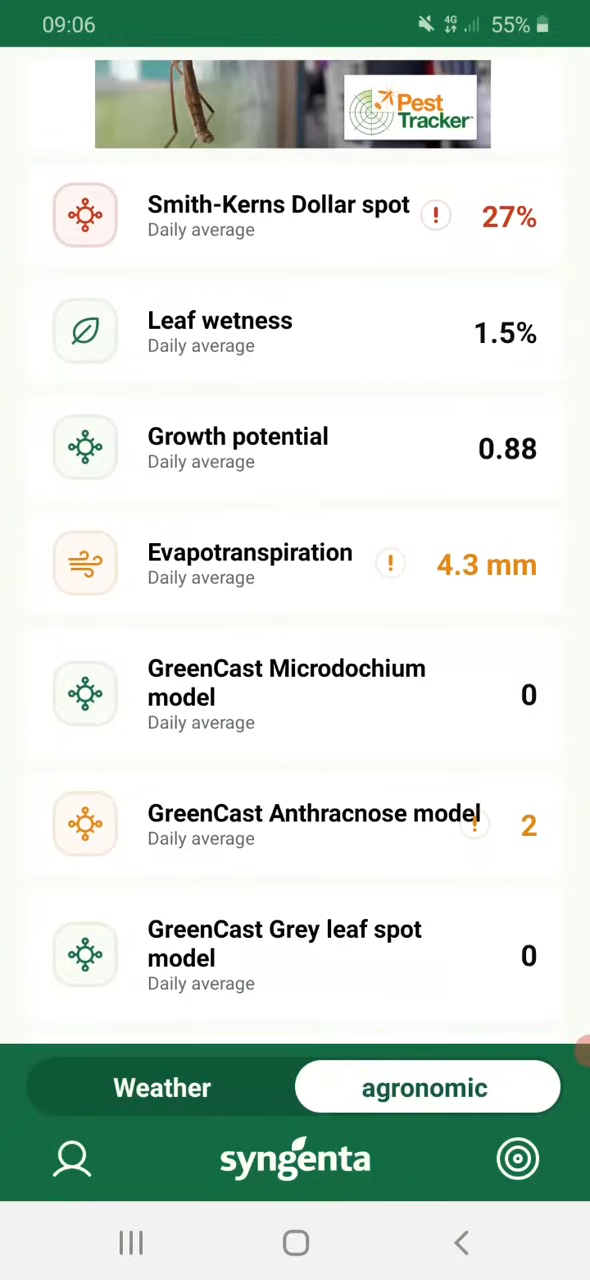 09:06
4G
55%
Pest
Tracker
Smith-Kerns Dollar spot
Daily average
!
27%
Leaf wetness
Daily average
1.5%
Growth potential
Daily average
0.88
Evapotranspiration
Daily average
!
4.3 mm
GreenCast Microdochium
model
Daily average
0
GreenCast Anthracnose model
Daily average
!
2
GreenCast Grey leaf spot
model
Daily average
0
Weather
agronomic
syngenta